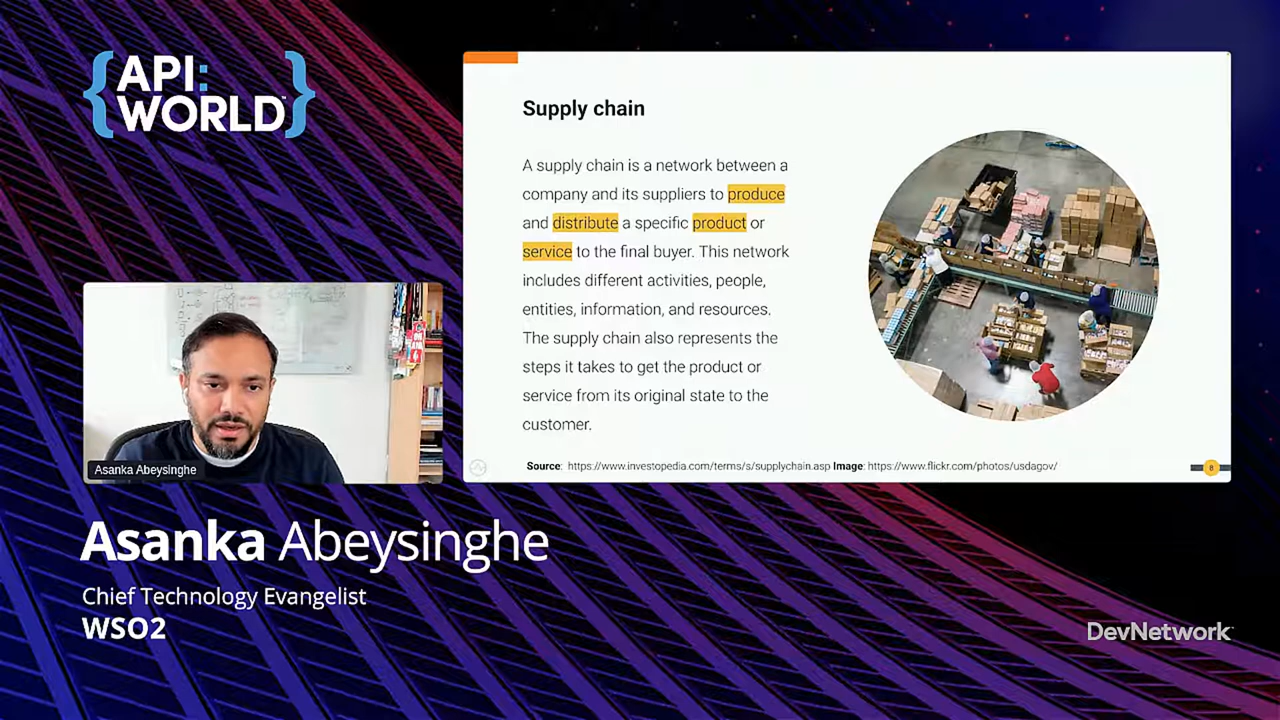 {API:
WORLD}
Supply chain
A supply chain is a network between a
company and its suppliers to produce
and distribute a specific product or
service to the final buyer. This network
includes different activities, people,
entities, information, and resources.
The supply chain also represents the
steps it takes to get the product or
service from its original state to the
customer.
Source: https://www.investopedia.com/terms/s/supplychain.asp Image: https://www.flickr.com/photos/usdagov/
8
Asanka Abeysinghe
Asanka Abeysinghe
Chief Technology Evangelist
WSO2
DevNetwork